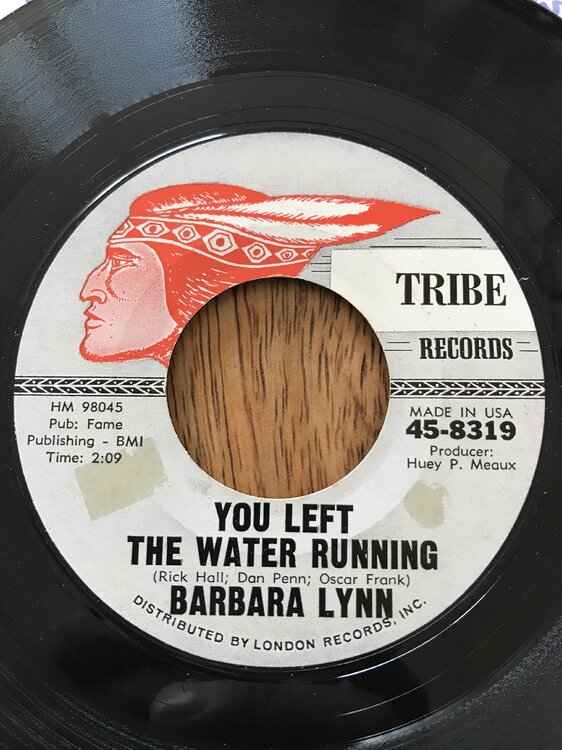 TRIBE
RECORDS
HM 98045
Pub: Fame
Publishing - BMI
Time: 2:09
MADE IN USA
45-8319
Producer:
Huey P. Meaux
YOU LEFT
THE WATER RUNNING
(Rick Hall; Dan Penn; Oscar Frank)
BARBARA LYNN
DISTRIBUTED BY LONDON RECORDS, INC.